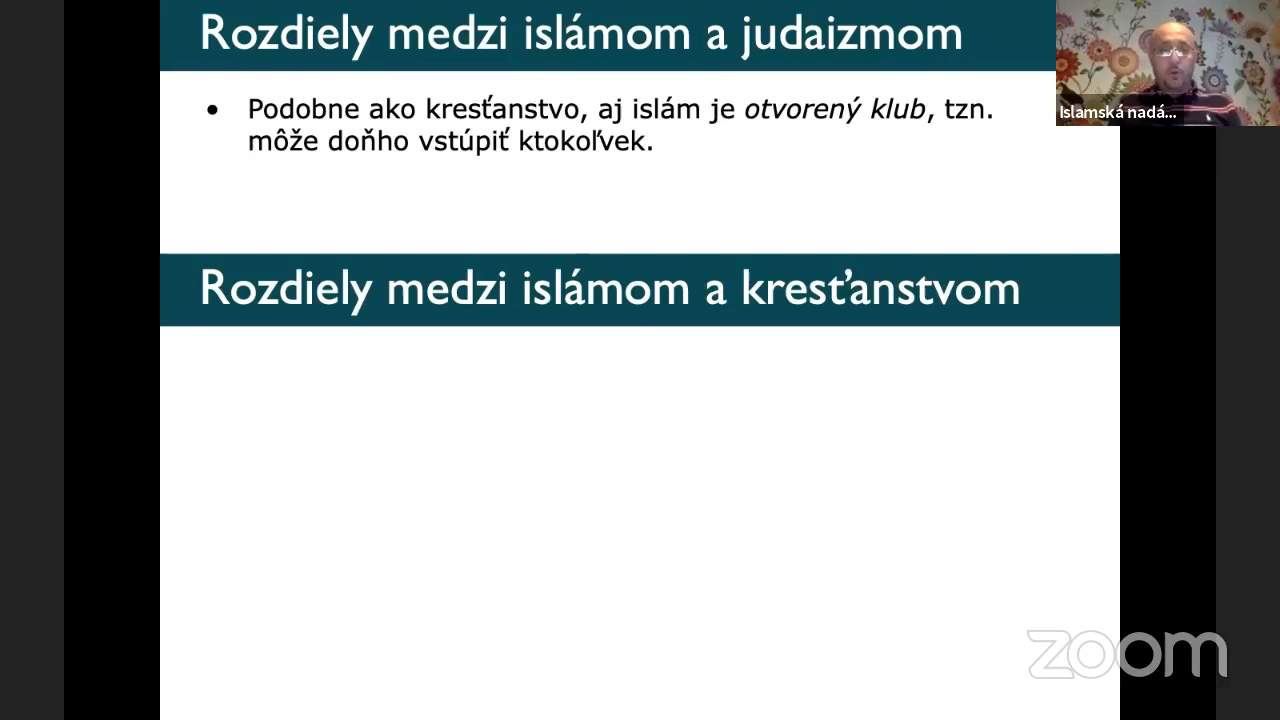 Rozdiely medzi islámom a judaizmom
• Podobne ako kresťanstvo, aj islám je otvorený klub, tzn.
môže doňho vstúpiť ktokoľvek.
Islamská nadá...
Rozdiely medzi islámom a kresťanstvom
zoom